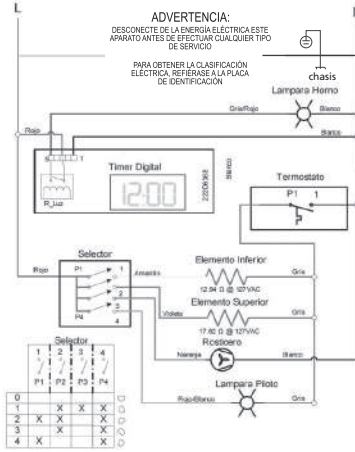 L
ADVERTENCIA:
DESCONECTE DE LA ENERGÍA ELÉCTRICA ESTE
APARATO ANTES DE EFECTUAR CUALQUIER TIPO
DE SERVICIO
PARA OBTENER LA CLASIFICACIÓN
ELÉCTRICA, REFIÉRASE A LA PLACA
DE IDENTIFICACIÓN
chasis
Lampara Horno
Gris/Rojo
Blanco
Rojo
Blanco
Timer Digital
12:00
222D6368
Blanco
R_Luz
Termostato
P1 1
Selector
Rojo
P1
1
2
3
4
Amarillo
Elemento Inferior
Gris
12.94 Ω @ 127VAC
Elemento Superior
Violeta
Gris
17.62 Ω @ 127VAC
Rosticero
Naranja
Blanco
Lampara Piloto
Rojo-Blanco
Gris
Selector
1 2 3 4
P1 P2 P3 P4
0
1 X X X
2 X X X
3 X X
4 X X